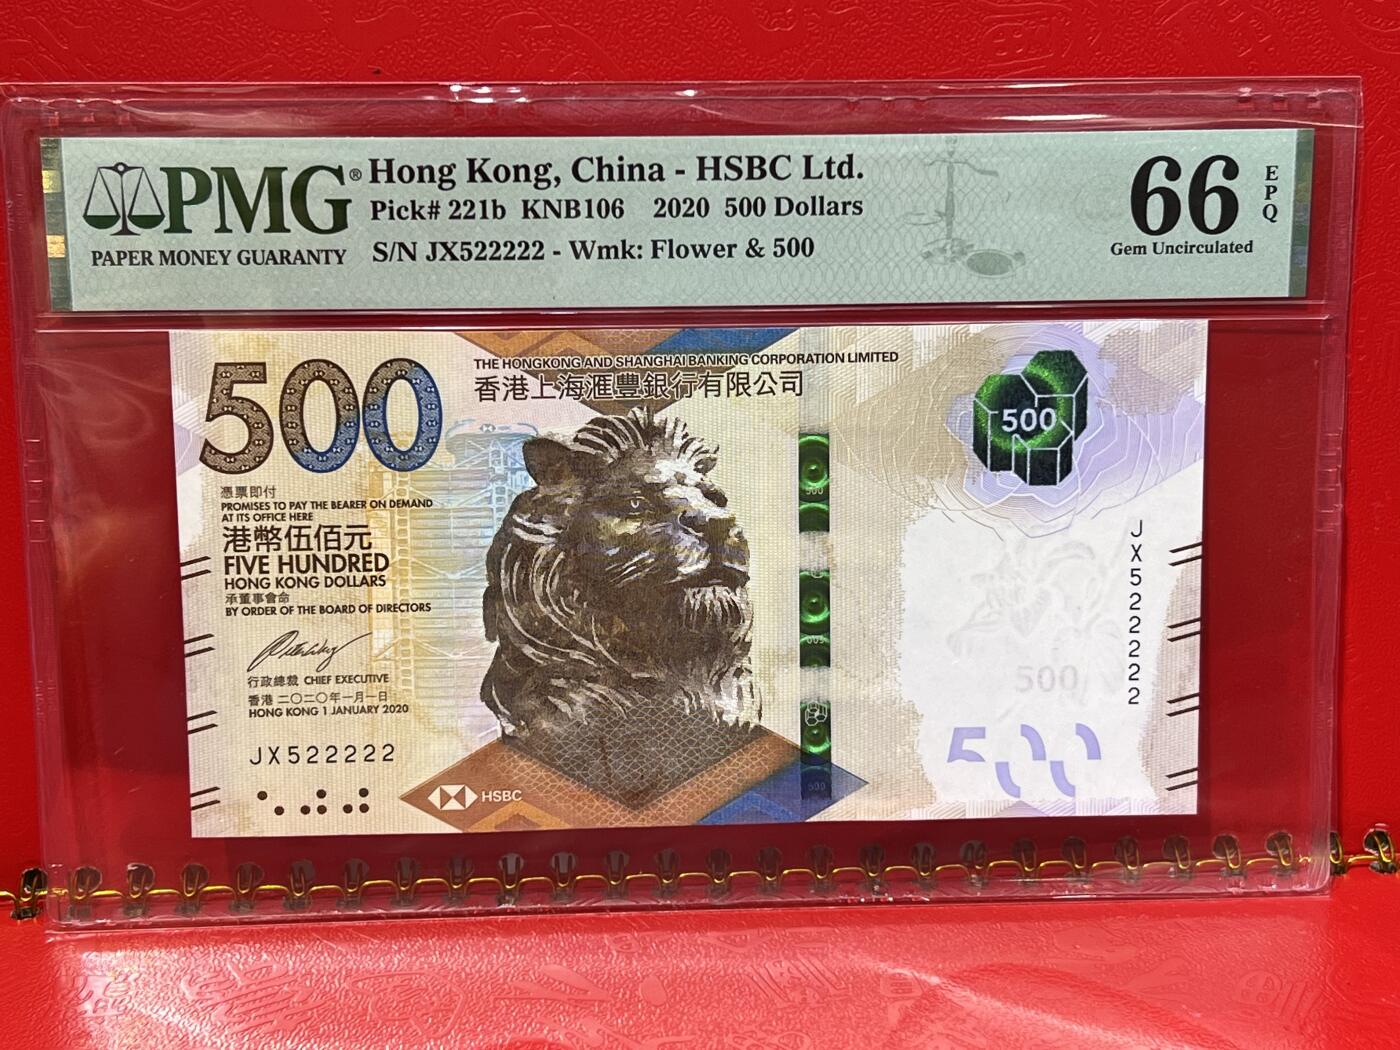 PMG®
PAPER MONEY GUARANTY
Hong Kong, China - HSBC Ltd.
Pick# 221b KNB106 2020 500 Dollars
S/N JX522222 - Wmk: Flower & 500
66
EPQ
Gem Uncirculated
500
THE HONGKONG AND SHANGHAI BANKING CORPORATION LIMITED
香港上海滙豐銀行有限公司
500
憑票即付
PROMISES TO PAY THE BEARER ON DEMAND
AT ITS OFFICE HERE
港幣伍佰元
FIVE HUNDRED
HONG KONG DOLLARS
承董事會命
BY ORDER OF THE BOARD OF DIRECTORS
行政總裁 CHIEF EXECUTIVE
香港 二〇二〇年一月一日
HONG KONG 1 JANUARY 2020
JX522222
HSBC
500
500
500
JX522222
500
500